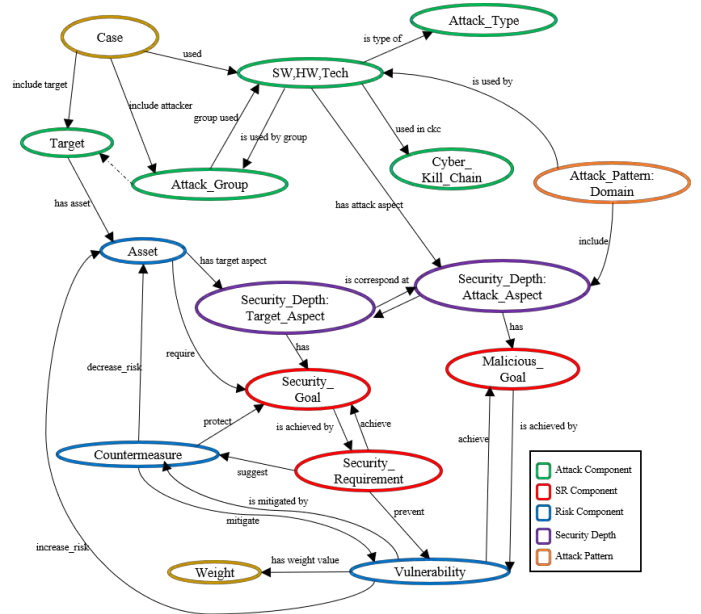 Attack_Type
Case
is type of
used
SW,HW,Tech
is used by
include target
include attacker
group used
used in ckc
is used by group
Target
Cyber_
Kill_Chain
Attack_Group
Attack_Pattern:
Domain
has asset
has attack aspect
include
Asset
has target aspect
is correspond at
Security_Depth:
Attack_Aspect
Security_Depth:
Target_Aspect
has
has
decrease_risk
require
Security_
Goal
Malicious_
Goal
protect
is achieved by
achieve
achieve
is achieved by
Countermeasure
suggest
Security_
Requirement
is mitigated by
prevent
mitigate
increase_risk
has weight value
Weight
Vulnerability
Attack Component
SR Component
Risk Component
Security Depth
Attack Pattern